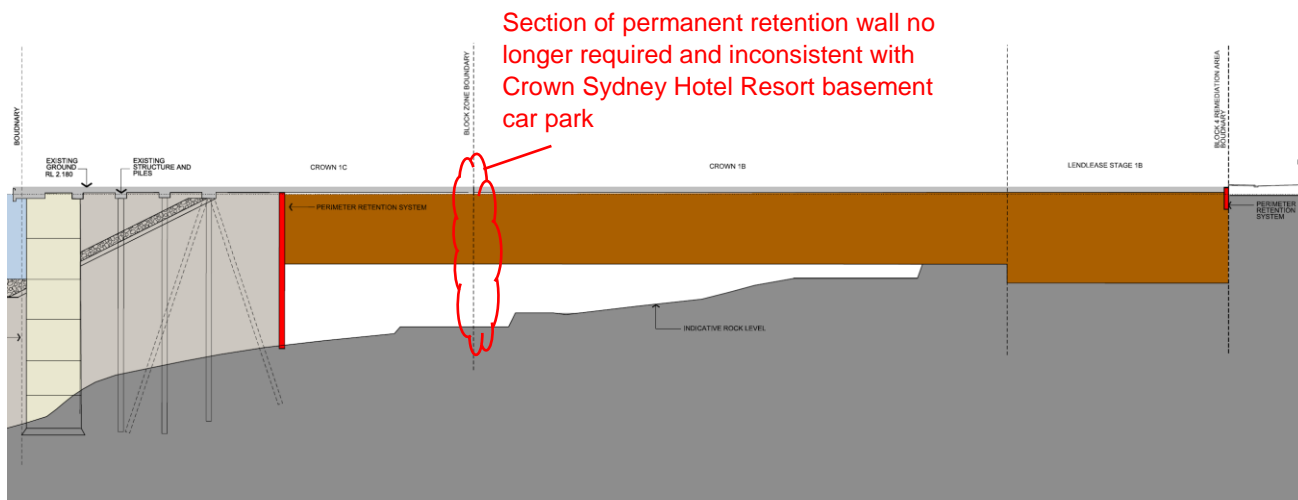 Section of permanent retention wall no
longer required and inconsistent with
Crown Sydney Hotel Resort basement
car park
BOUDNARY
EXISTING
GROUND
RL 2.180
EXISTING
STRUCTURE AND
PILES
CROWN 1C
BLOCK ZONE BOUNDARY
CROWN 1B
LENDLEASE STAGE 1B
BLOCK 4 REMEDIATION AREA
BOUDNARY
PERIMETER RETENTION SYSTEM
PERIMETER
RETENTION
SYSTEM
INDICATIVE ROCK LEVEL